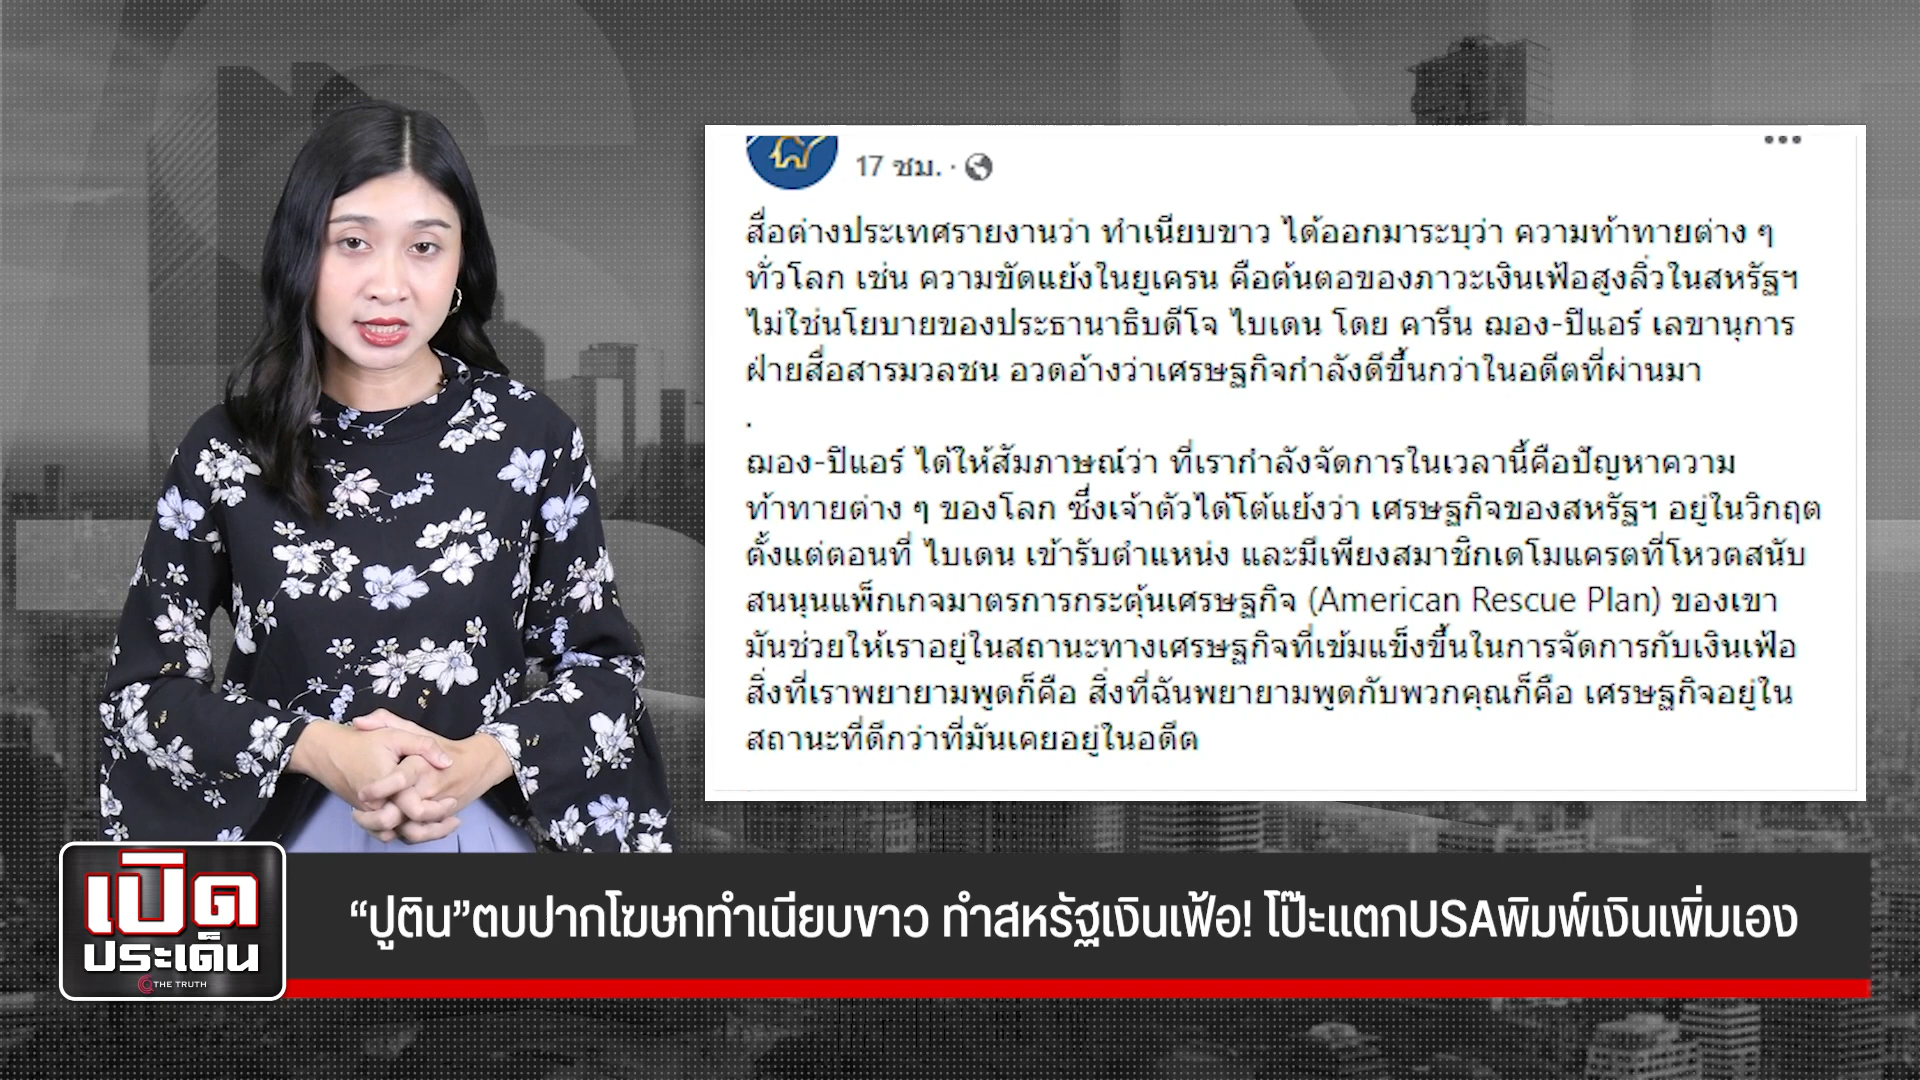 17 ชม. ·
สื่อต่างประเทศรายงานว่า ทำเนียบขาว ได้ออกมาระบุว่า ความท้าทายต่าง ๆ
ทั่วโลก เช่น ความขัดแย้งในยูเครน คือต้นตอของภาวะเงินเฟ้อสูงลิ่วในสหรัฐฯ
ไม่ใช่นโยบายของประธานาธิบดีโจ ไบเดน โดย คารีน ฌอง-ปิแอร์ เลขานุการ
ฝ่ายสื่อสารมวลชน อวดอ้างว่าเศรษฐกิจกำลังดีขึ้นกว่าในอดีตที่ผ่านมา
.
ฌอง-ปิแอร์ ได้ให้สัมภาษณ์ว่า ที่เรากำลังจัดการในเวลานี้คือปัญหาความ
ท้าทายต่าง ๆ ของโลก ซึ่งเจ้าตัวได้โต้แย้งว่า เศรษฐกิจของสหรัฐฯ อยู่ในวิกฤต
ตั้งแต่ตอนที่ ไบเดน เข้ารับตำแหน่ง และมีเพียงสมาชิกเดโมแครตที่โหวตสนับ
สนนุนแพ็กเกจมาตรการกระตุ้นเศรษฐกิจ (American Rescue Plan) ของเขา
มันช่วยให้เราอยู่ในสถานะทางเศรษฐกิจที่เข้มแข็งขึ้นในการจัดการกับเงินเฟ้อ
สิ่งที่เราพยายามพูดก็คือ สิ่งที่ฉันพยายามพูดกับพวกคุณก็คือ เศรษฐกิจอยู่ใน
สถานะที่ดีกว่าที่มันเคยอยู่ในอดีต
เปิด
ประเด็น
THE TRUTH
“ปูติน”ตบปากโฆษกทำเนียบขาว ทำสหรัฐเงินเฟ้อ! โป๊ะแตกUSAพิมพ์เงินเพิ่มเอง